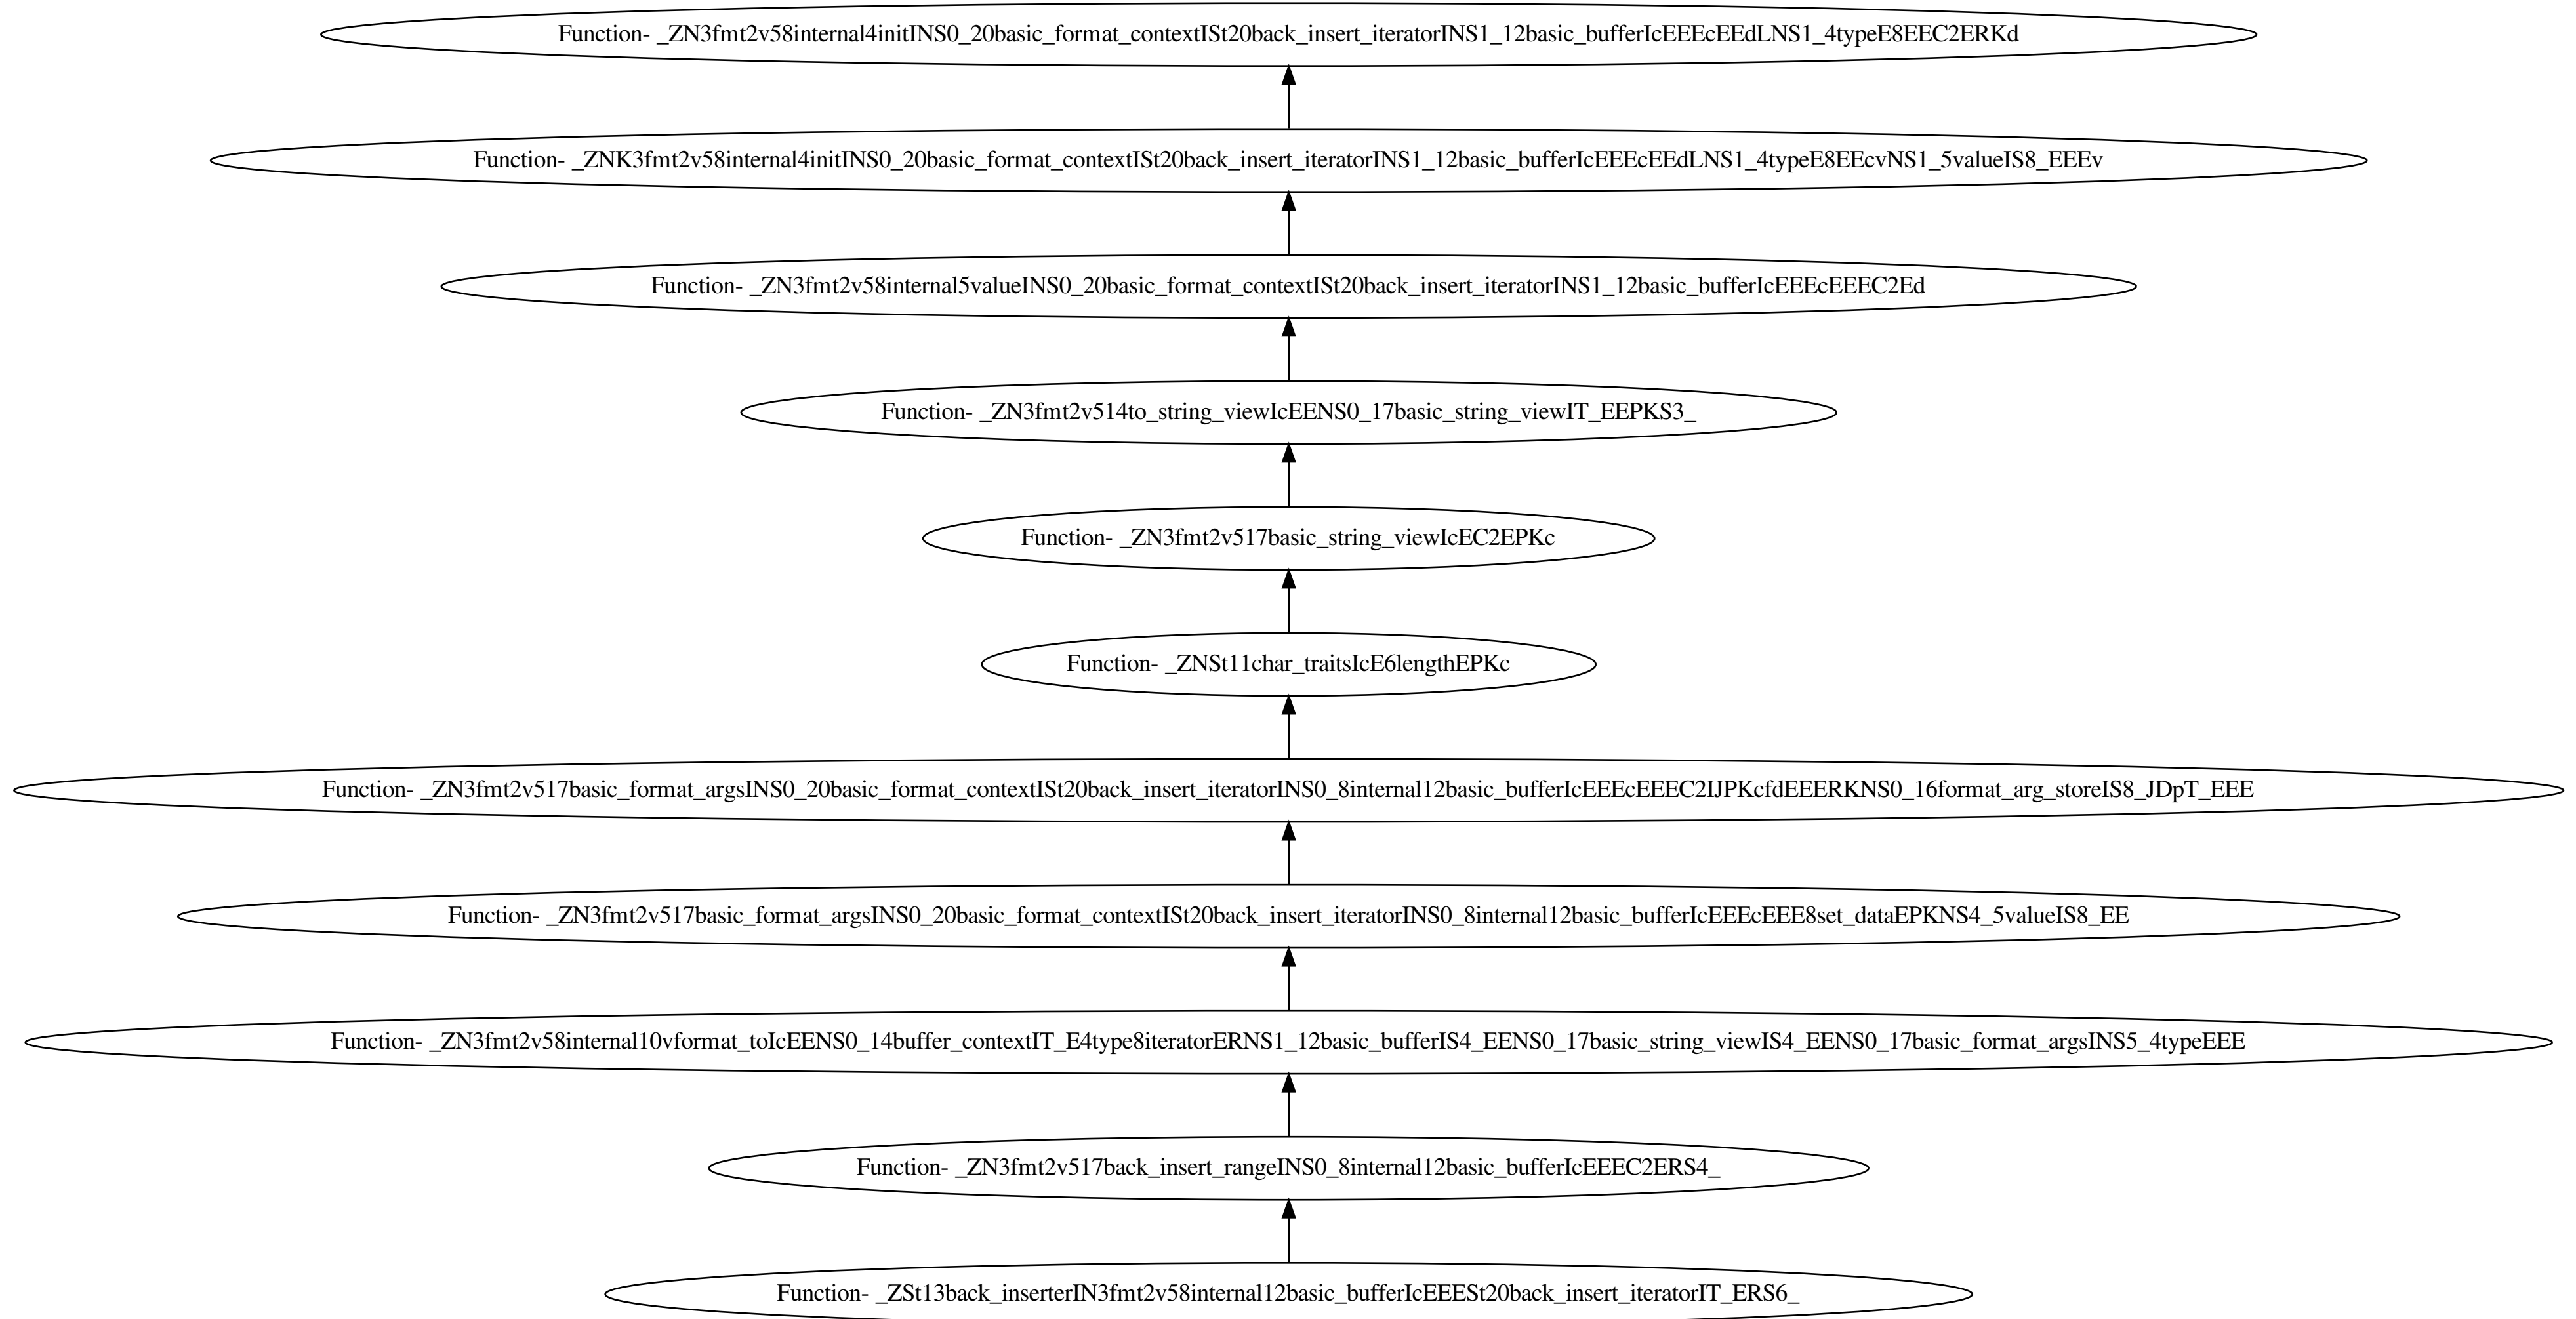 Function- _ZN3fmt2v58internal4initINS0_20basic_format_contextISt20back_insert_iteratorINS1_12basic_bufferIcEEEcEEdLNS1_4typeE8EEC2ERKd
Function- _ZNK3fmt2v58internal4initINS0_20basic_format_contextISt20back_insert_iteratorINS1_12basic_bufferIcEEEcEEdLNS1_4typeE8EEcvNS1_5valueIS8_EEEv
Function- _ZN3fmt2v58internal5valueINS0_20basic_format_contextISt20back_insert_iteratorINS1_12basic_bufferIcEEEcEEEC2Ed
Function- _ZN3fmt2v514to_string_viewIcEENS0_17basic_string_viewIT_EEPKS3_
Function- _ZN3fmt2v517basic_string_viewIcEC2EPKc
Function- _ZNSt11char_traitsIcE6lengthEPKc
Function- _ZN3fmt2v517basic_format_argsINS0_20basic_format_contextISt20back_insert_iteratorINS0_8internal12basic_bufferIcEEEcEEEC2IJPKcfdEEERKNS0_16format_arg_storeIS8_JDpT_EEE
Function- _ZN3fmt2v517basic_format_argsINS0_20basic_format_contextISt20back_insert_iteratorINS0_8internal12basic_bufferIcEEEcEEE8set_dataEPKNS4_5valueIS8_EE
Function- _ZN3fmt2v58internal10vformat_toIcEENS0_14buffer_contextIT_E4type8iteratorERNS1_12basic_bufferIS4_EENS0_17basic_string_viewIS4_EENS0_17basic_format_argsINS5_4typeEEE
Function- _ZN3fmt2v517back_insert_rangeINS0_8internal12basic_bufferIcEEEC2ERS4_
Function- _ZSt13back_inserterIN3fmt2v58internal12basic_bufferIcEEESt20back_insert_iteratorIT_ERS6_